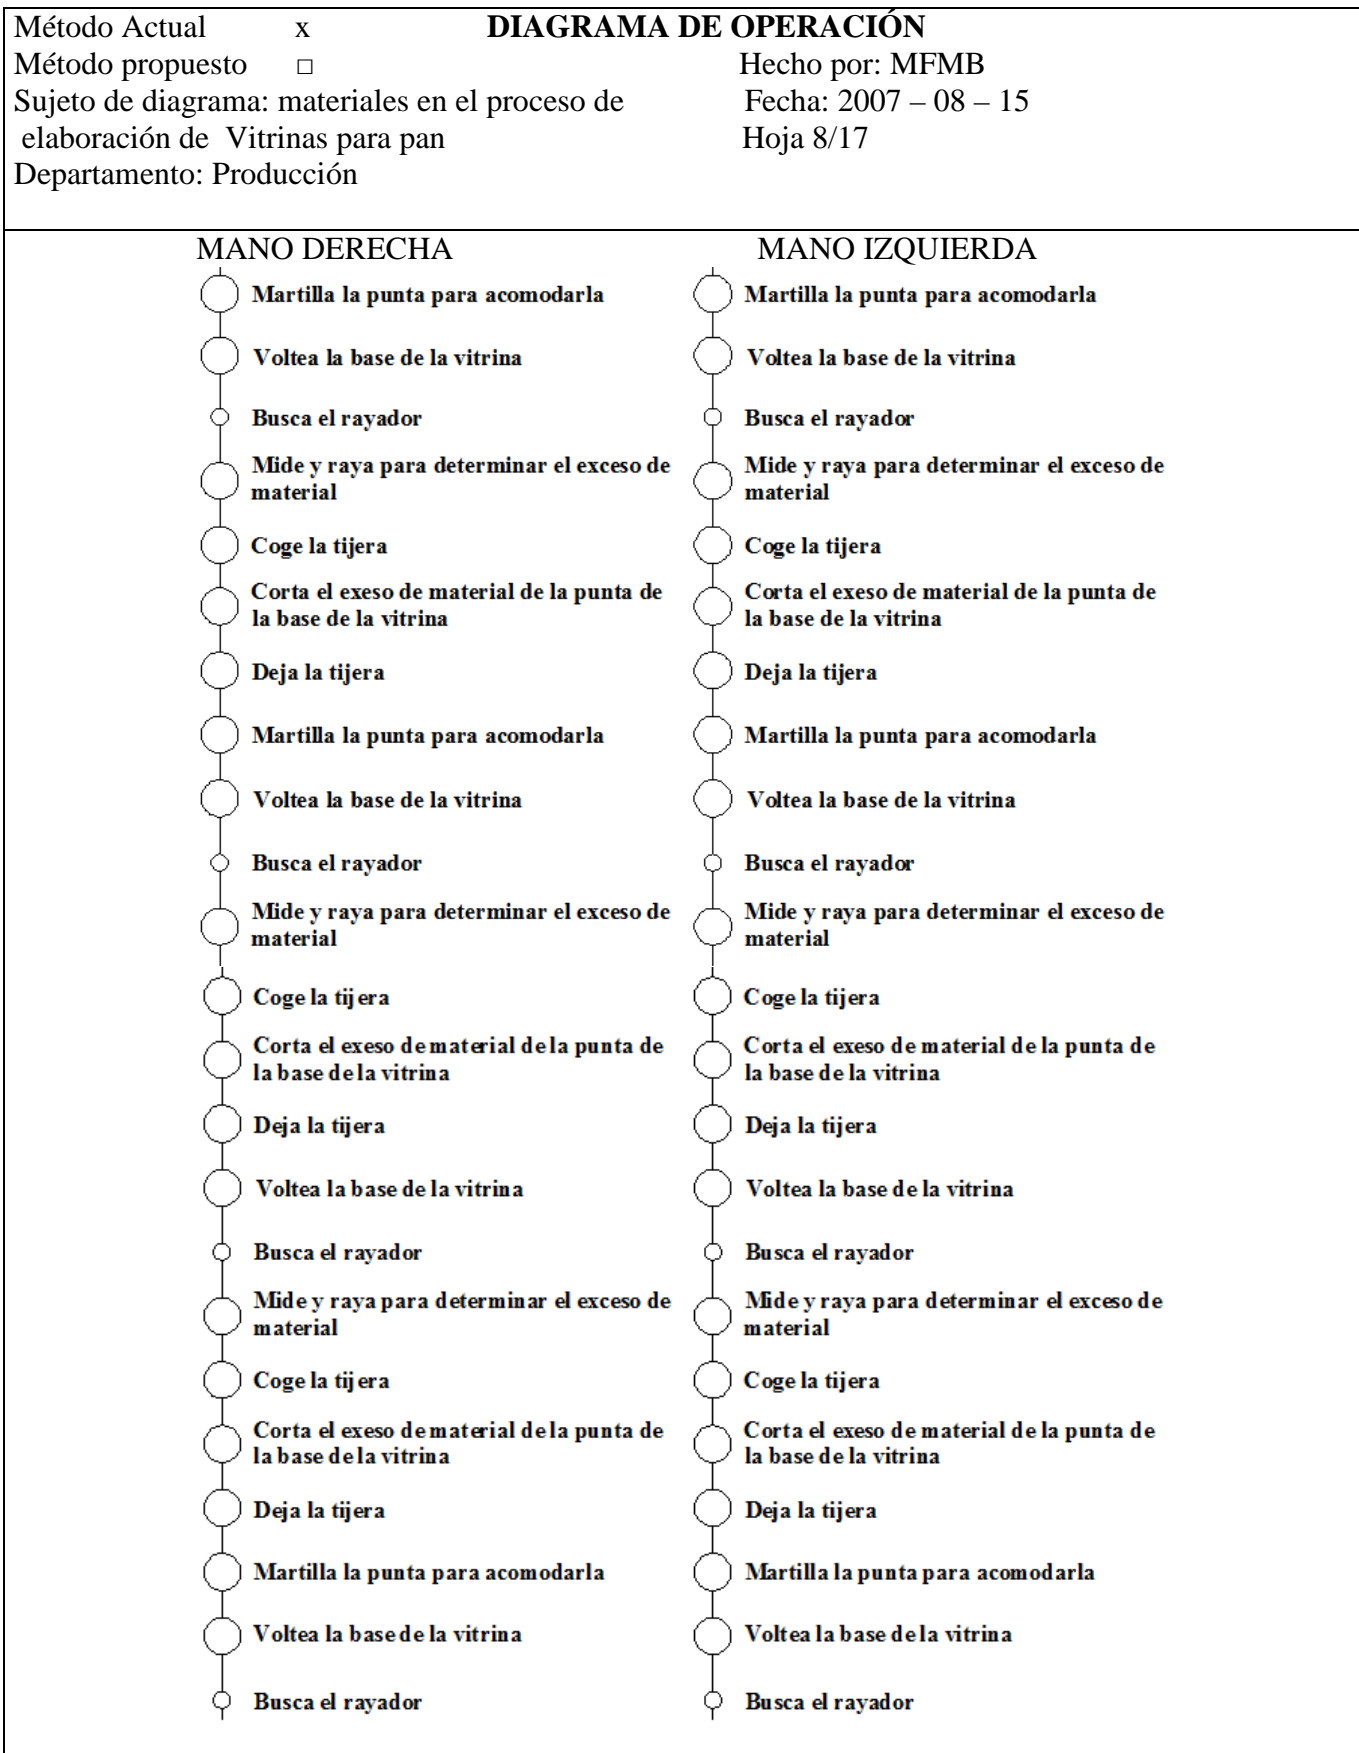 Método Actual x DIAGRAMA DE OPERACIÓN
Método propuesto □ Hecho por: MFMB
Sujeto de diagrama: materiales en el proceso de Fecha: 2007 – 08 – 15
elaboración de Vitrinas para pan Hoja 8/17
Departamento: Producción
MANO DERECHA
Martilla la punta para acomodarla
Voltea la base de la vitrina
Busca el rayador
Mide y raya para determinar el exceso de
material
Coge la tijera
Corta el exeso de material de la punta de
la base de la vitrina
Deja la tijera
Martilla la punta para acomodarla
Voltea la base de la vitrina
Busca el rayador
Mide y raya para determinar el exceso de
material
Coge la tijera
Corta el exeso de material de la punta de
la base de la vitrina
Deja la tijera
Voltea la base de la vitrina
Busca el rayador
Mide y raya para determinar el exceso de
material
Coge la tijera
Corta el exeso de material de la punta de
la base de la vitrina
Deja la tijera
Martilla la punta para acomodarla
Voltea la base de la vitrina
Busca el rayador
MANO IZQUIERDA
Martilla la punta para acomodarla
Voltea la base de la vitrina
Busca el rayador
Mide y raya para determinar el exceso de
material
Coge la tijera
Corta el exeso de material de la punta de
la base de la vitrina
Deja la tijera
Martilla la punta para acomodarla
Voltea la base de la vitrina
Busca el rayador
Mide y raya para determinar el exceso de
material
Coge la tijera
Corta el exeso de material de la punta de
la base de la vitrina
Deja la tijera
Voltea la base de la vitrina
Busca el rayador
Mide y raya para determinar el exceso de
material
Coge la tijera
Corta el exeso de material de la punta de
la base de la vitrina
Deja la tijera
Martilla la punta para acomodarla
Voltea la base de la vitrina
Busca el rayador